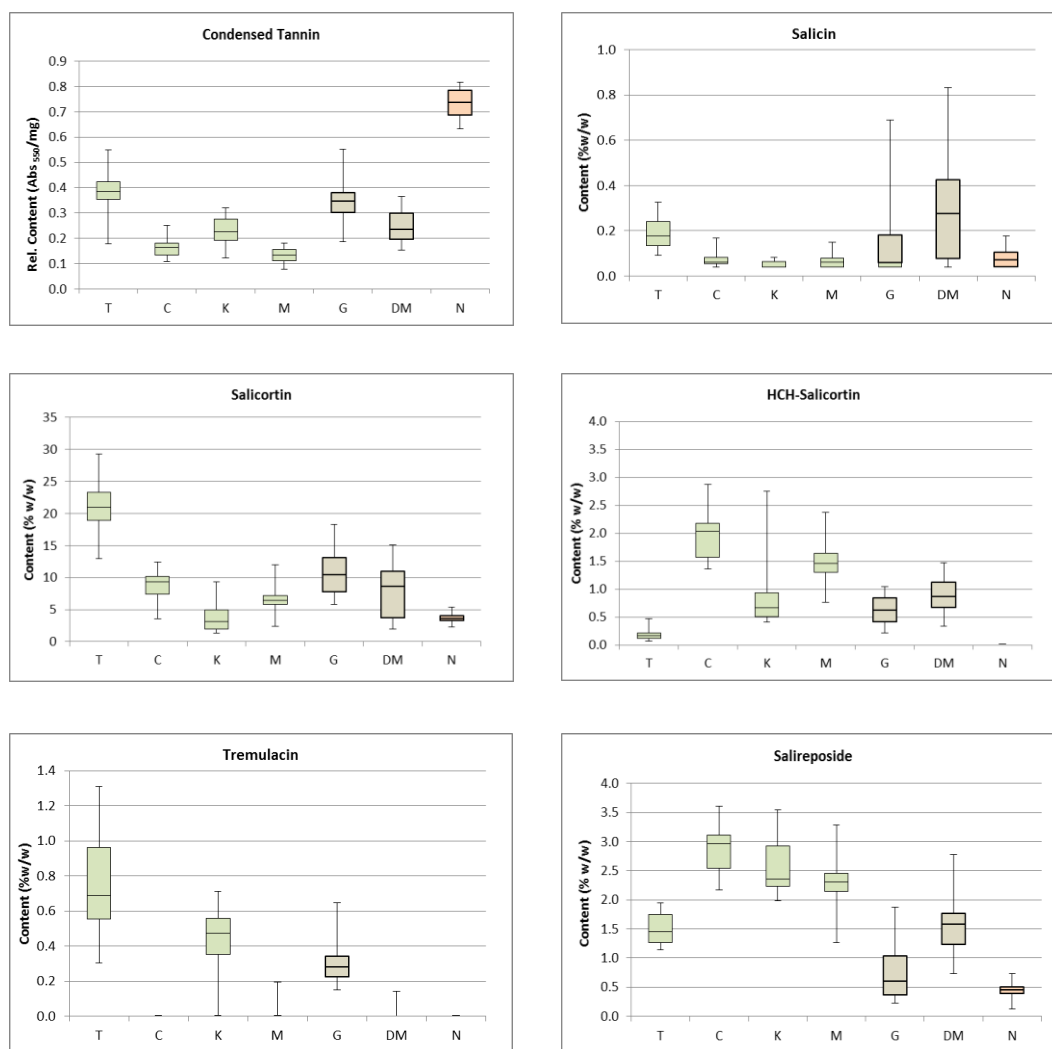 Condensed Tannin
Rel. Content (Abs 550/mg)
0.9
0.8
0.7
0.6
0.5
0.4
0.3
0.2
0.1
0.0
T C K M G DM N
Salicin
Content (%w/w)
1.0
0.8
0.6
0.4
0.2
0.0
T C K M G DM N
Salicortin
Content (% w/w)
35
30
25
20
15
10
5
0
T C K M G DM N
HCH-Salicortin
Content (% w/w)
4.0
3.5
3.0
2.5
2.0
1.5
1.0
0.5
0.0
T C K M G DM N
Tremulacin
Content (%w/w)
1.4
1.2
1.0
0.8
0.6
0.4
0.2
0.0
T C K M G DM N
Salireposide
Content (% w/w)
4.0
3.5
3.0
2.5
2.0
1.5
1.0
0.5
0.0
T C K M G DM N